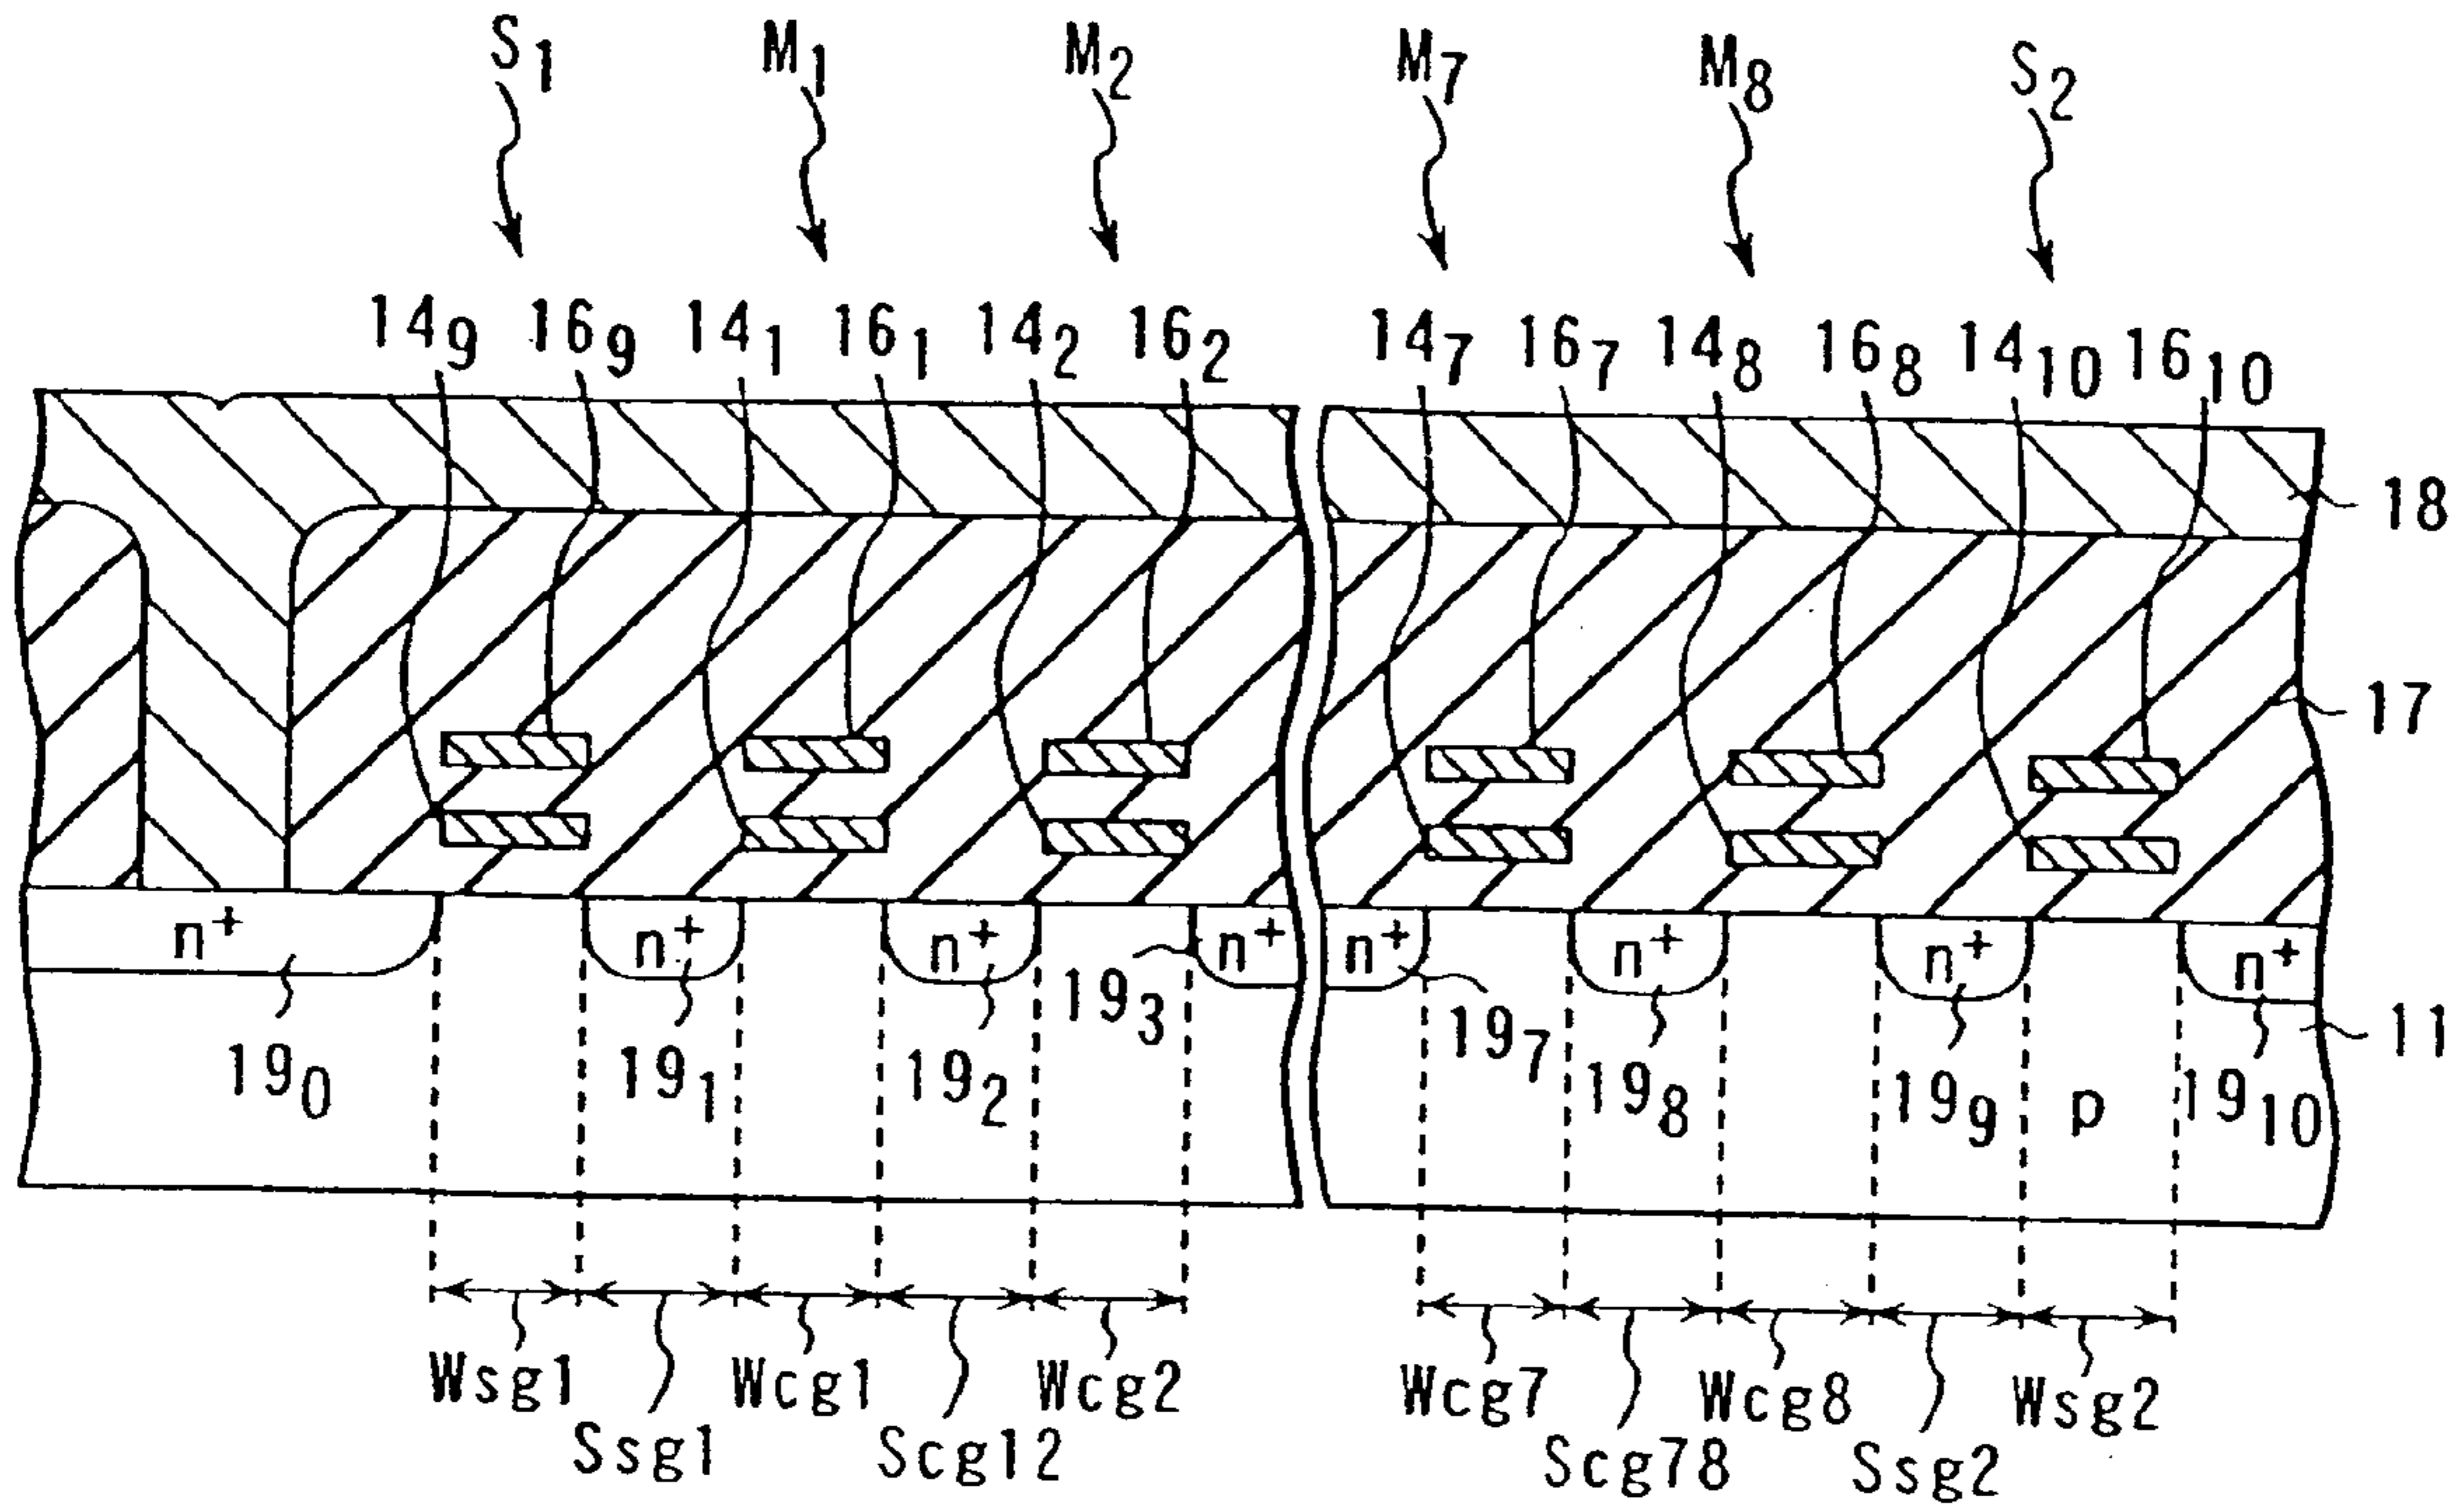 S1 M1 M2 M7 M8 S2
149 169 141 161 142 162 147 167 148 168 1410 1610
18
17
n+ n+ n+ n+ n+ n+ n+ n+
190 191 192 193 197 198 199 p 1910 11
Wsg1 Wcg1 Wcg2 Wcg7 Wcg8 Wsg2
Ssg1 Scg12 Scg78 Ssg2